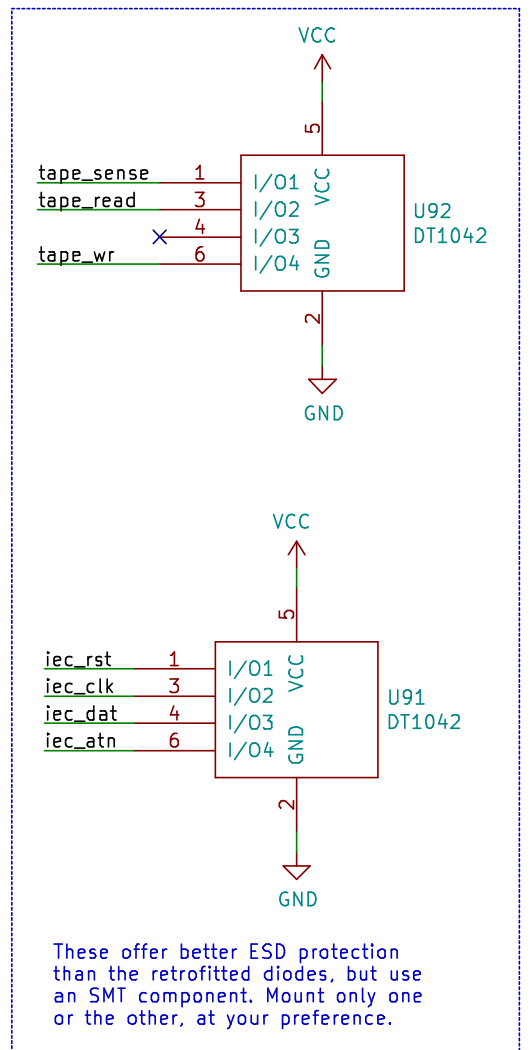 VCC
5
tape_sense 1 I/O1 VCC
tape_read 3 I/O2 U92
4 I/O3 DT1042
tape_wr 6 I/O4 GND
2
GND
VCC
5
iec_rst 1 I/O1 VCC
iec_clk 3 I/O2 U91
iec_dat 4 I/O3 DT1042
iec_atn 6 I/O4 GND
2
GND
These offer better ESD protection
than the retrofitted diodes, but use
an SMT component. Mount only one
or the other, at your preference.